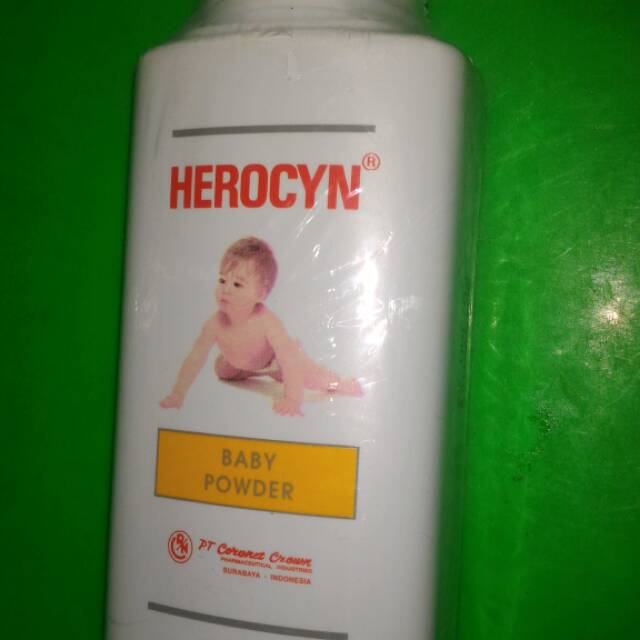 HEROCYN®
BABY
POWDER
PT Coronet Crown
PHARMACEUTICAL INDUSTRIES
SURABAYA - INDONESIA